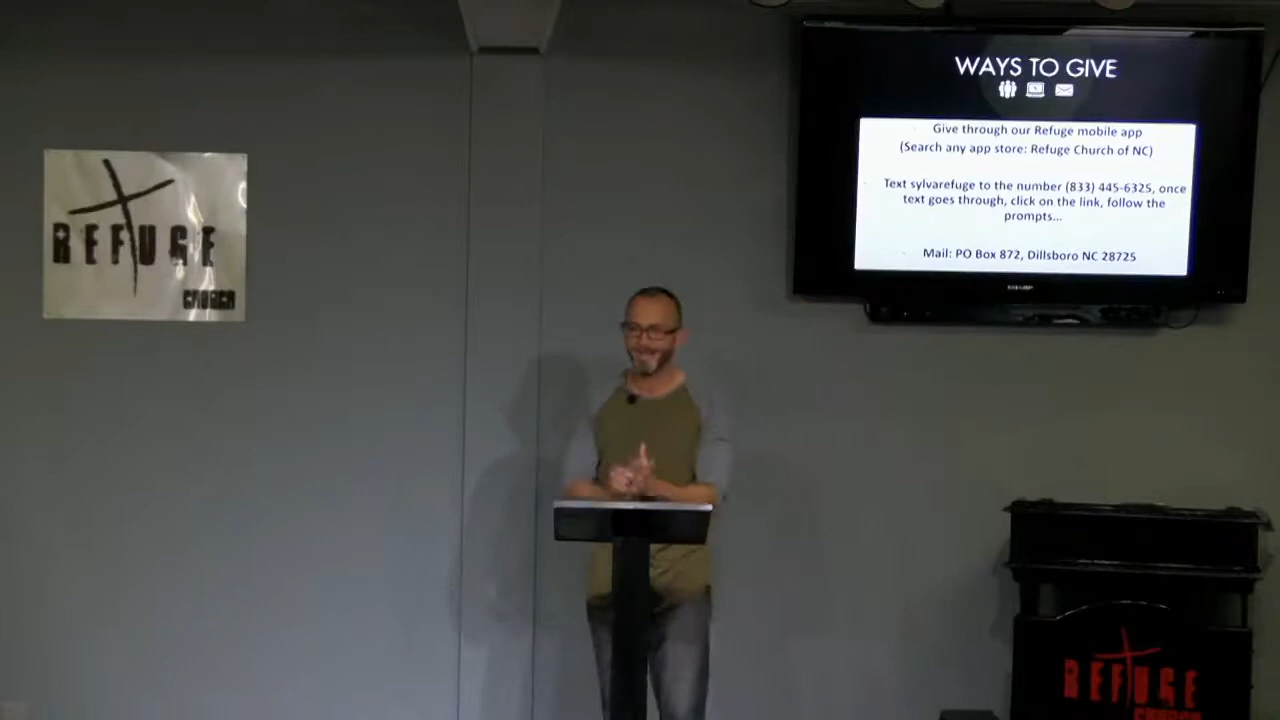 REFUGE
CHURCH
WAYS TO GIVE
Give through our Refuge mobile app
(Search any app store: Refuge Church of NC)
Text sylvarefuge to the number (833) 445-6325, once
text goes through, click on the link, follow the
prompts...
Mail: PO Box 872, Dillsboro NC 28725
SHARP
REFUGE
CHURCH